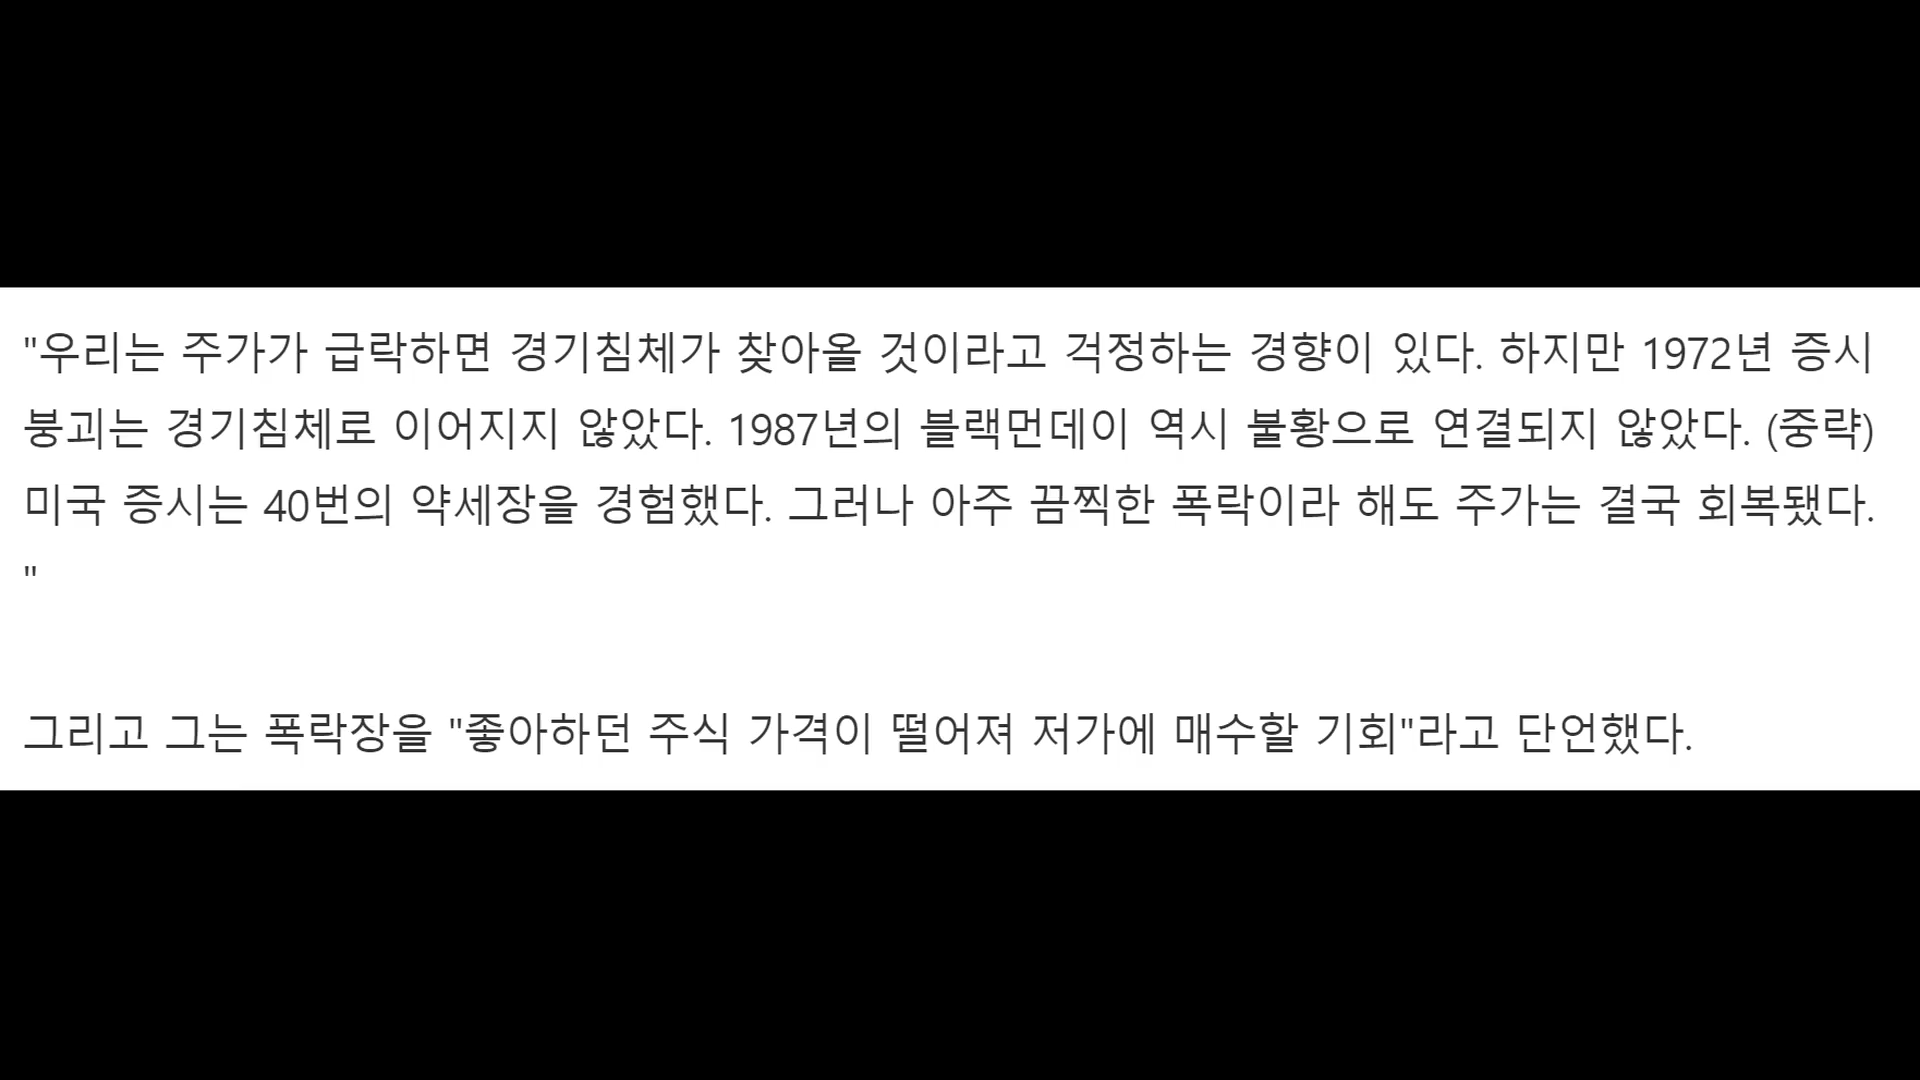 "우리는 주가가 급락하면 경기침체가 찾아올 것이라고 걱정하는 경향이 있다. 하지만 1972년 증시
붕괴는 경기침체로 이어지지 않았다. 1987년의 블랙먼데이 역시 불황으로 연결되지 않았다. (중략)
미국 증시는 40번의 약세장을 경험했다. 그러나 아주 끔찍한 폭락이라 해도 주가는 결국 회복됐다.
"
그리고 그는 폭락장을 "좋아하던 주식 가격이 떨어져 저가에 매수할 기회"라고 단언했다.